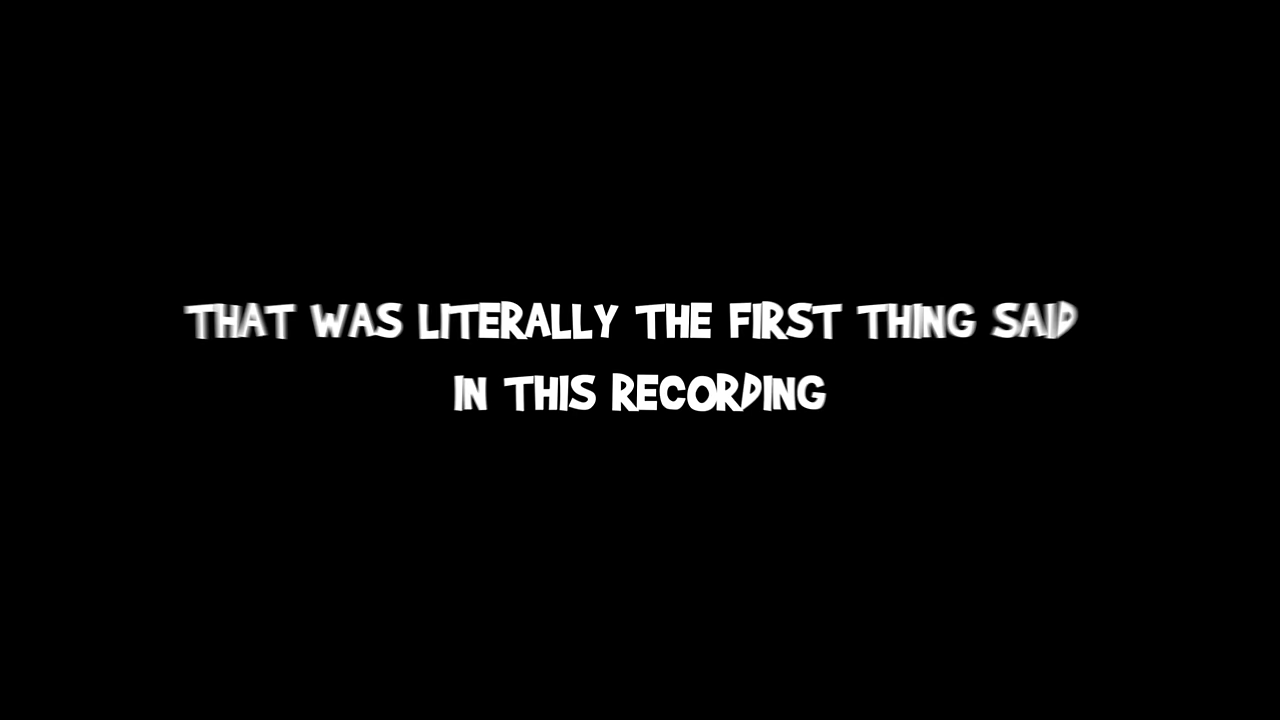 THAT WAS LITERALLY THE FIRST THING SAID
IN THIS RECORDING